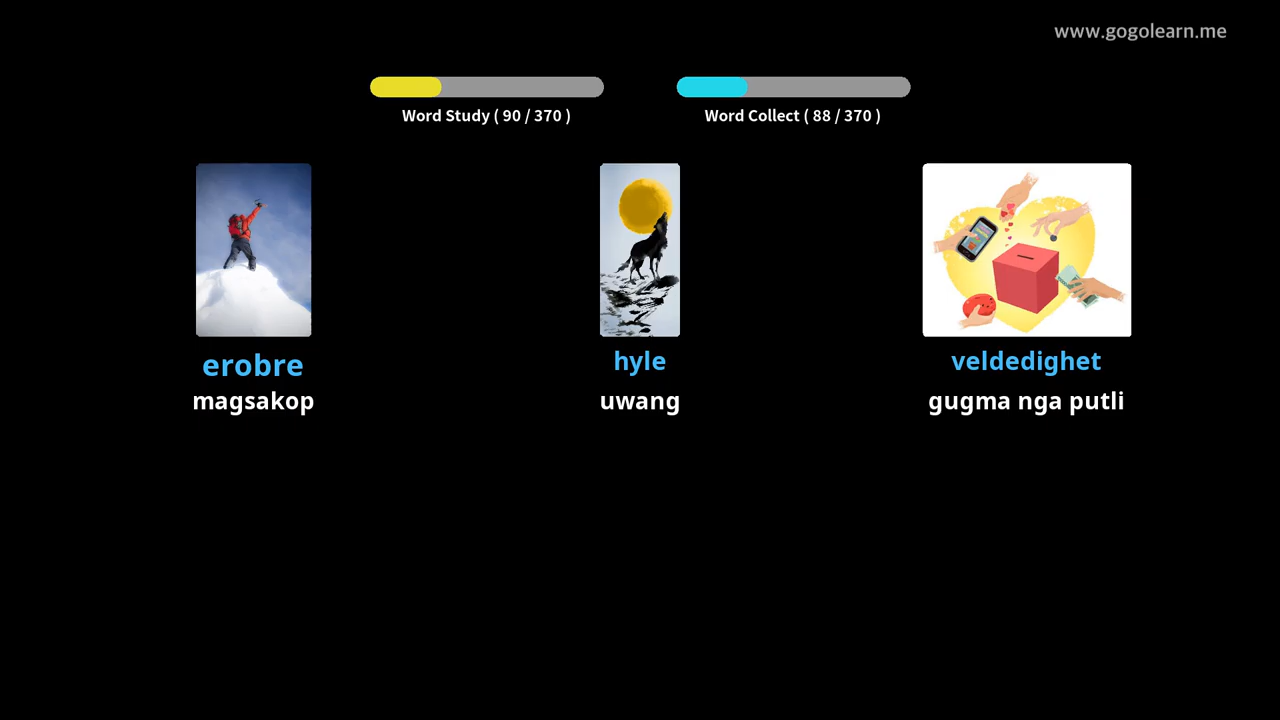 www.gogolearn.me
Word Study ( 90 / 370 )
Word Collect ( 88 / 370 )
erobre
magsakop
hyle
uwang
veldedighet
gugma nga putli